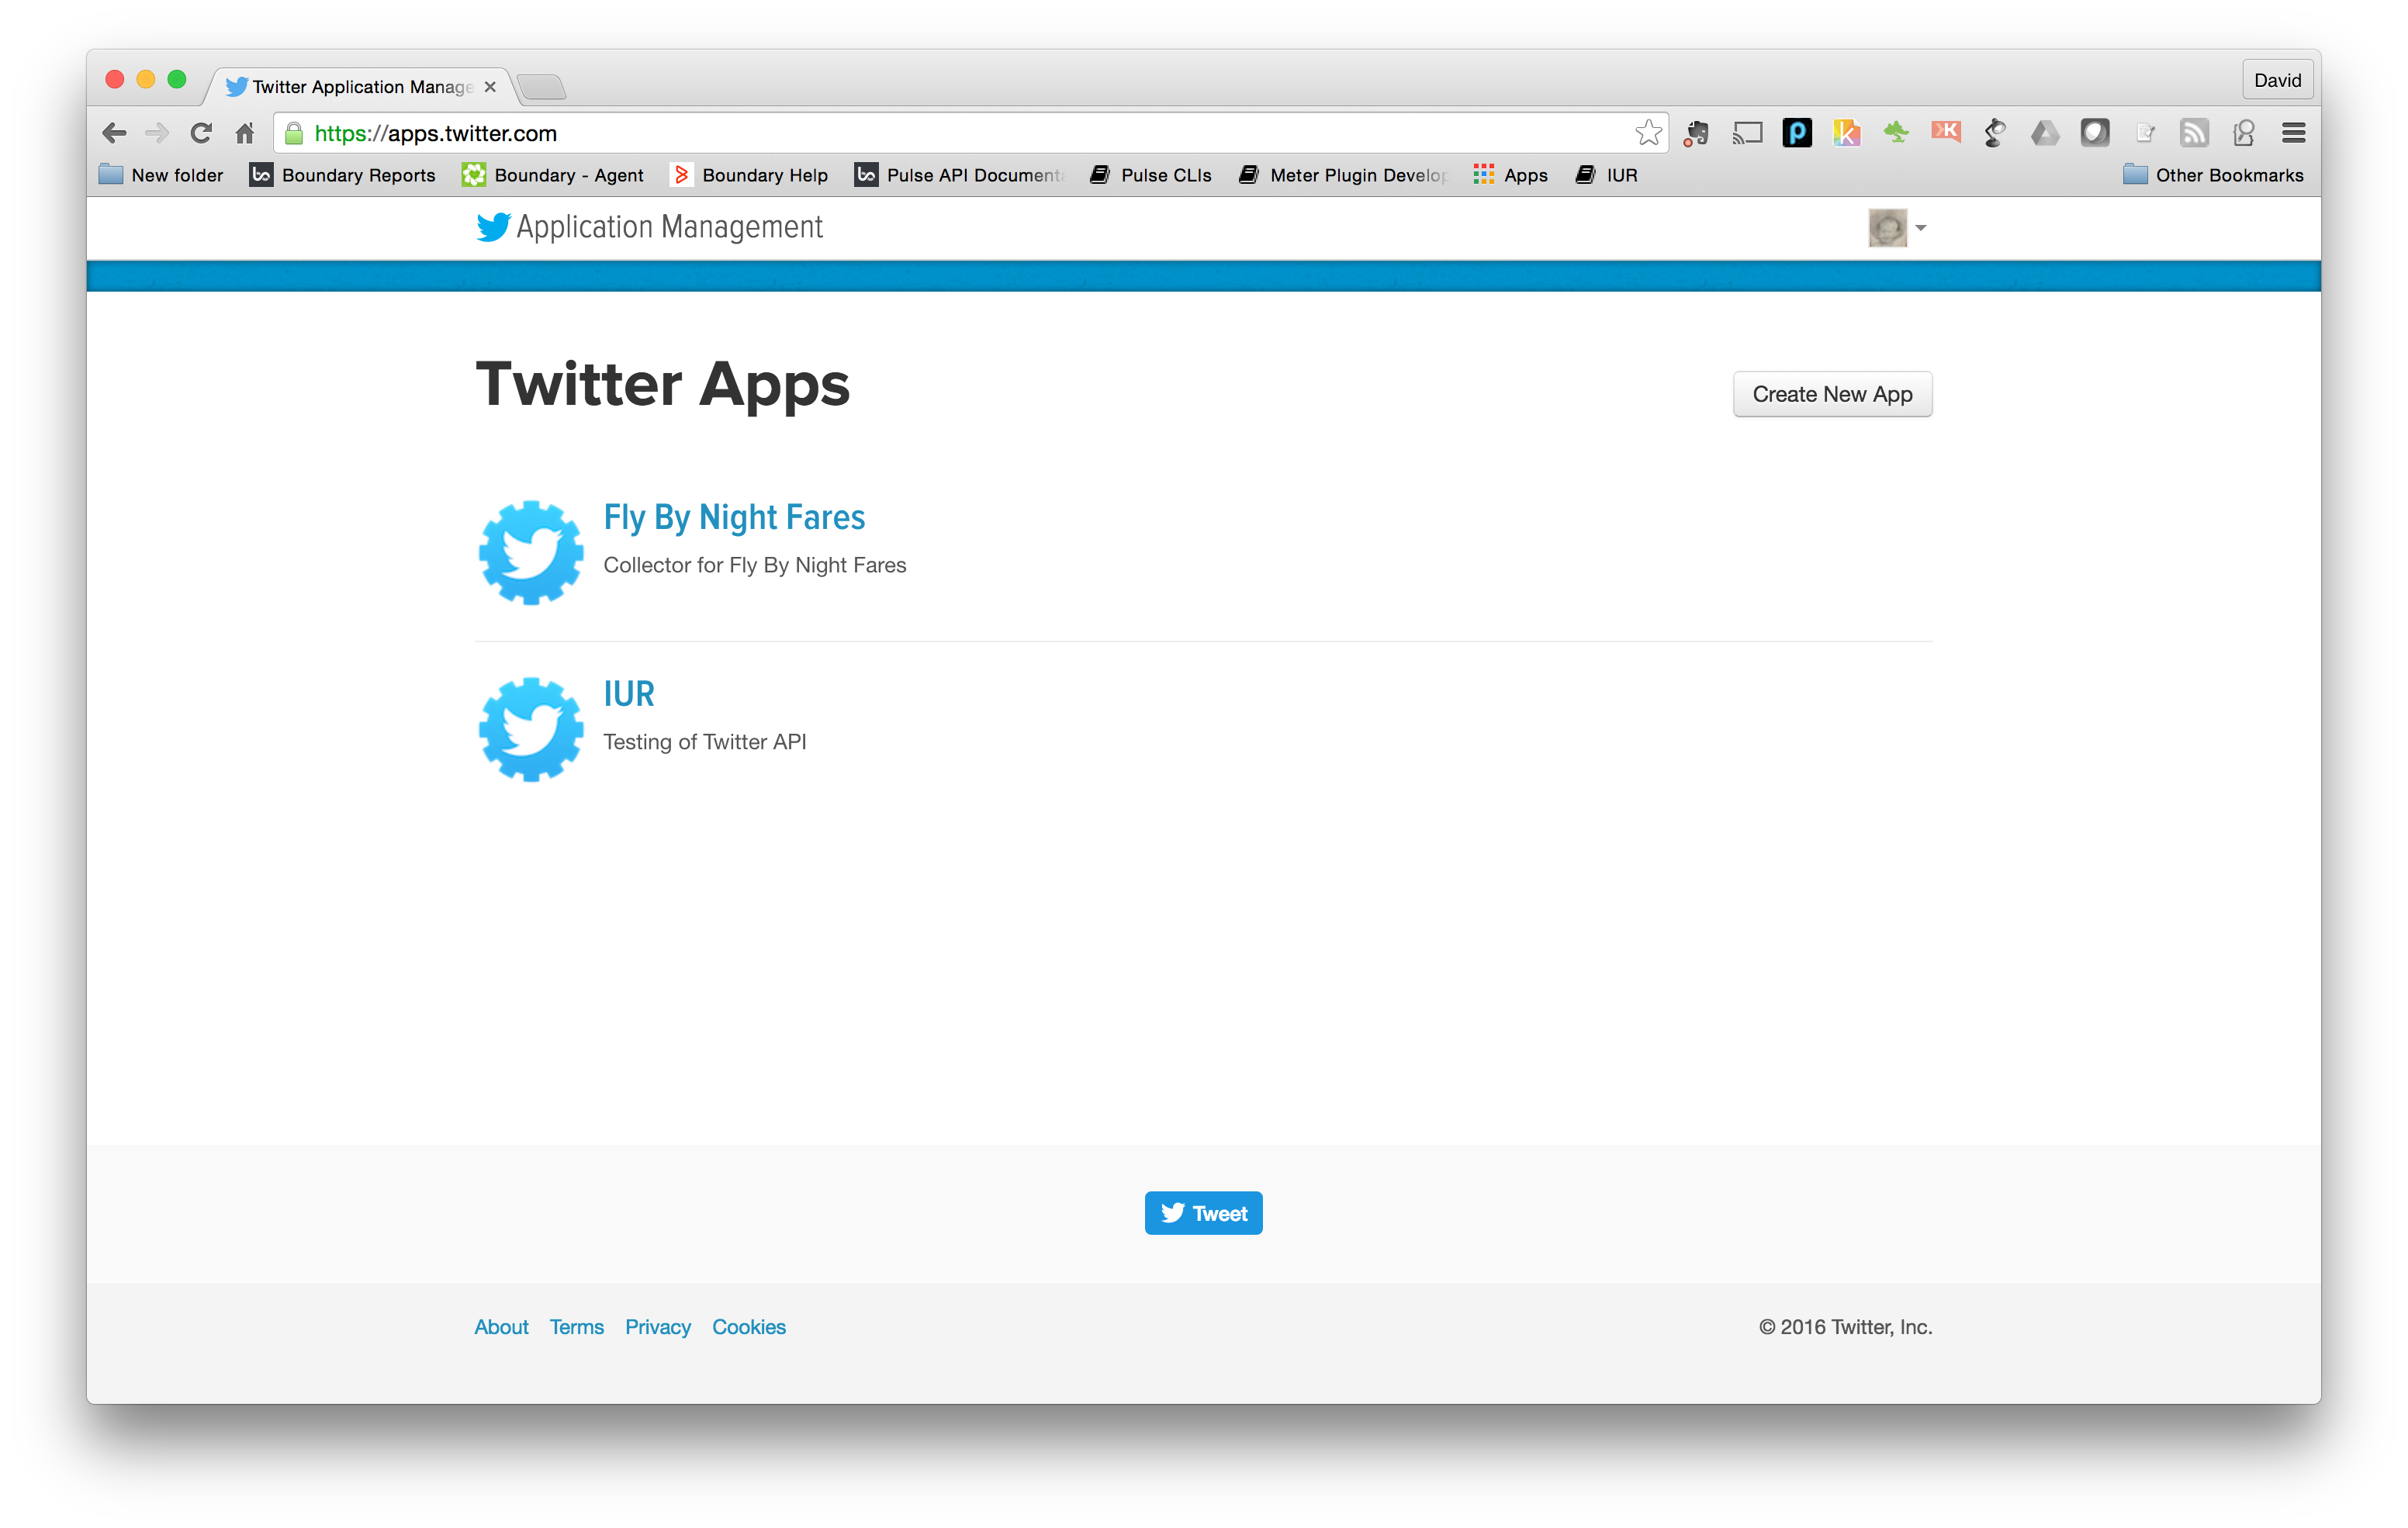 Twitter Application Manage
David
https://apps.twitter.com
New folder
Boundary Reports
Boundary - Agent
Boundary Help
Pulse API Document
Pulse CLIs
Meter Plugin Develop
Apps
IUR
Other Bookmarks
Application Management
Twitter Apps
Create New App
Fly By Night Fares
Collector for Fly By Night Fares
IUR
Testing of Twitter API
Tweet
About Terms Privacy Cookies
© 2016 Twitter, Inc.